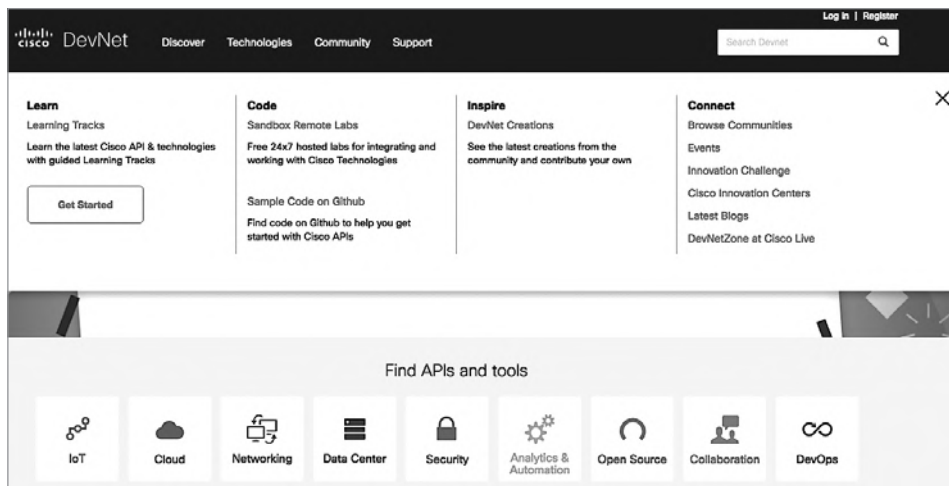 Log in | Register
cisco DevNet Discover Technologies Community Support
Search Devnet
Learn
Learning Tracks
Learn the latest Cisco API & technologies
with guided Learning Tracks
Get Started
Code
Sandbox Remote Labs
Free 24x7 hosted labs for integrating and
working with Cisco Technologies
Sample Code on Github
Find code on Github to help you get
started with Cisco APIs
Inspire
DevNet Creations
See the latest creations from the
community and contribute your own
Connect
Browse Communities
Events
Innovation Challenge
Cisco Innovation Centers
Latest Blogs
DevNetZone at Cisco Live
Find APIs and tools
IoT
Cloud
Networking
Data Center
Security
Analytics &
Automation
Open Source
Collaboration
DevOps